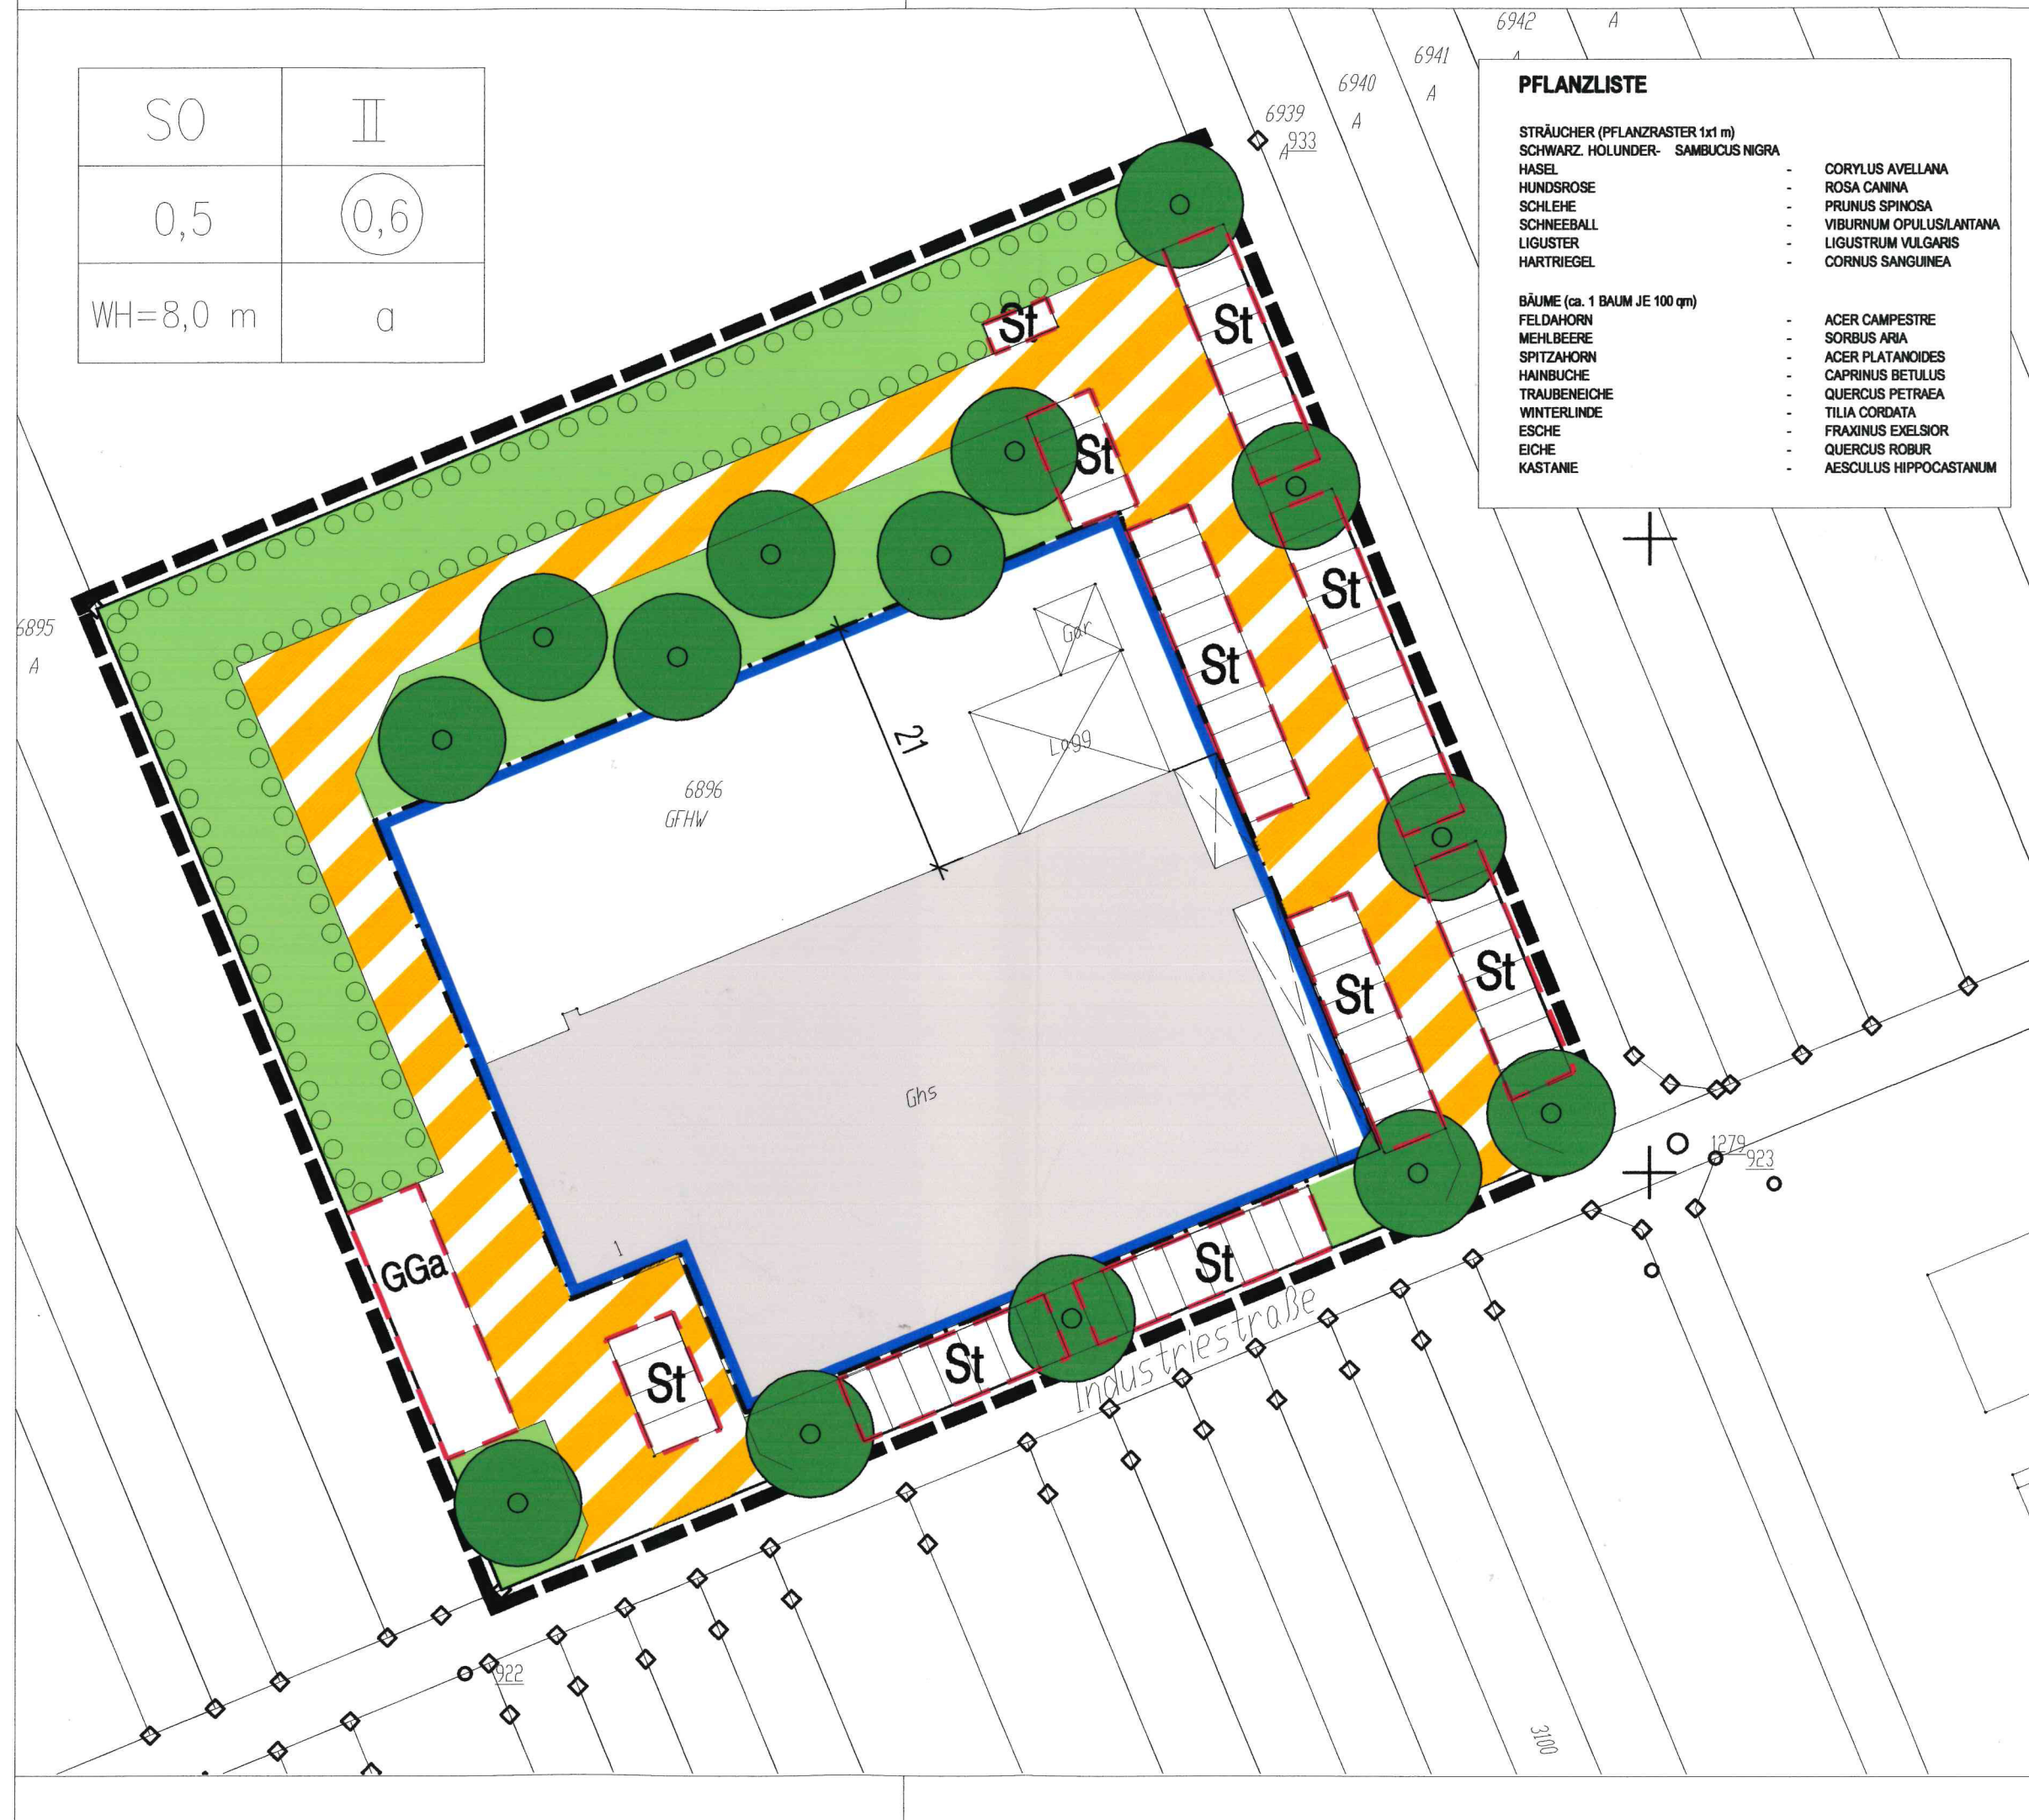 SO II
0,5 0,6
WH=8,0 m a
6942 A
6941 A
6940 A
6939 A
933
A
PFLANZLISTE
STRÄUCHER (PFLANZRASTER 1x1 m)
SCHWARZ. HOLUNDER- SAMBUCUS NIGRA
HASEL - CORYLUS AVELLANA
HUNDSROSE - ROSA CANINA
SCHLEHE - PRUNUS SPINOSA
SCHNEEBALL - VIBURNUM OPULUS/LANTANA
LIGUSTER - LIGUSTRUM VULGARIS
HARTRIEGEL - CORNUS SANGUINEA
BÄUME (ca. 1 BAUM JE 100 qm)
FELDAHORN - ACER CAMPESTRE
MEHLBEERE - SORBUS ARIA
SPITZAHORN - ACER PLATANOIDES
HAINBUCHE - CAPRINUS BETULUS
TRAUBENEICHE - QUERCUS PETRAEA
WINTERLINDE - TILIA CORDATA
ESCHE - FRAXINUS EXELSIOR
EICHE - QUERCUS ROBUR
KASTANIE - AESCULUS HIPPOCASTANUM
St
St
St
St
St
6895
A
Gar
Lagg
21
6896
GFHW
St
St
Ghs
1279
923
1
GGa
St
St
St
Industriestraße
922
3100